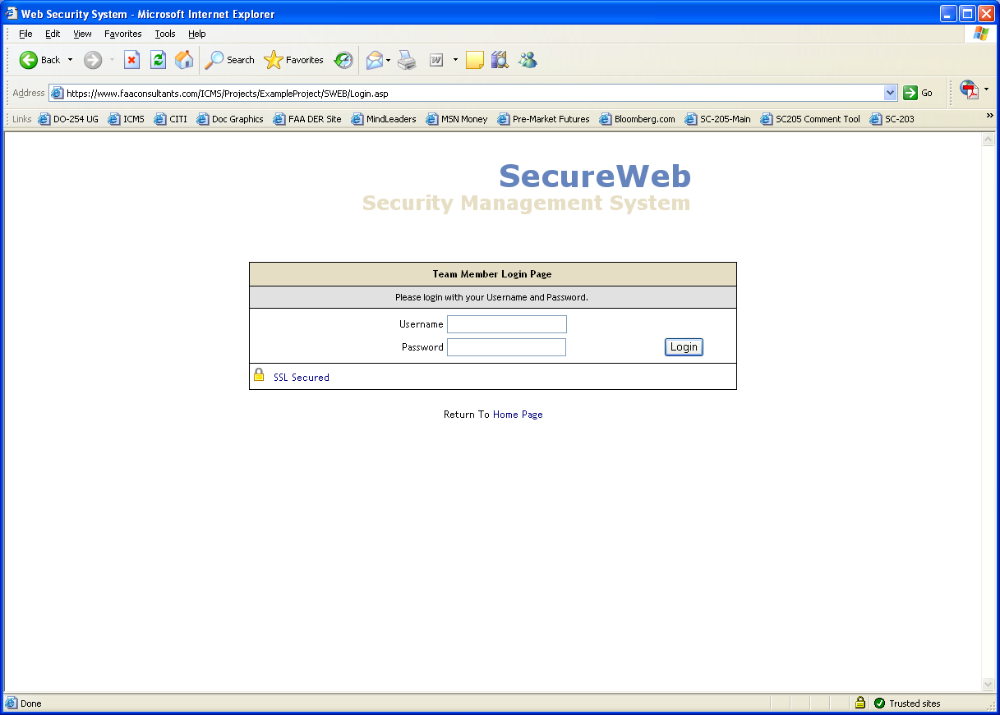 Web Security System - Microsoft Internet Explorer
File Edit View Favorites Tools Help
Back Search Favorites
Address https://www.faaconsultants.com/ICMS/Projects/ExampleProject/SWEB/Login.asp Go
Links DO-254 UG ICMS CITI Doc Graphics FAA DER Site MindLeaders MSN Money Pre-Market Futures Bloomberg.com SC-205-Main SC205 Comment Tool SC-203 »
SecureWeb
Security Management System
Team Member Login Page
Please login with your Username and Password.
Username
Password Login
SSL Secured
Return To Home Page
Done Trusted sites